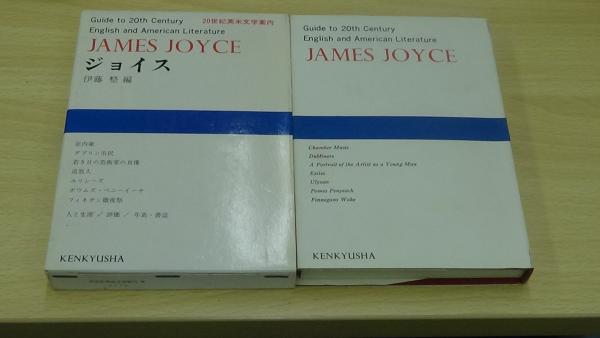 Guide to 20th Century
20世紀英米文学案内
English and American Literature
JAMES JOYCE
ジョイス
伊藤 整 編
室内楽
ダブリン市民
若き日の芸術家の自像
追放人
ユリシーズ
ポウムズ・ペニーイーチ
フィネガン徹夜祭
人と生涯／評価／年表・書誌
KENKYUSHA
Guide to 20th Century
English and American Literature
JAMES JOYCE
Chamber Music
Dubliners
A Portrait of the Artist as a Young Man
Exiles
Ulysses
Pomes Penyeach
Finnegans Wake
KENKYUSHA